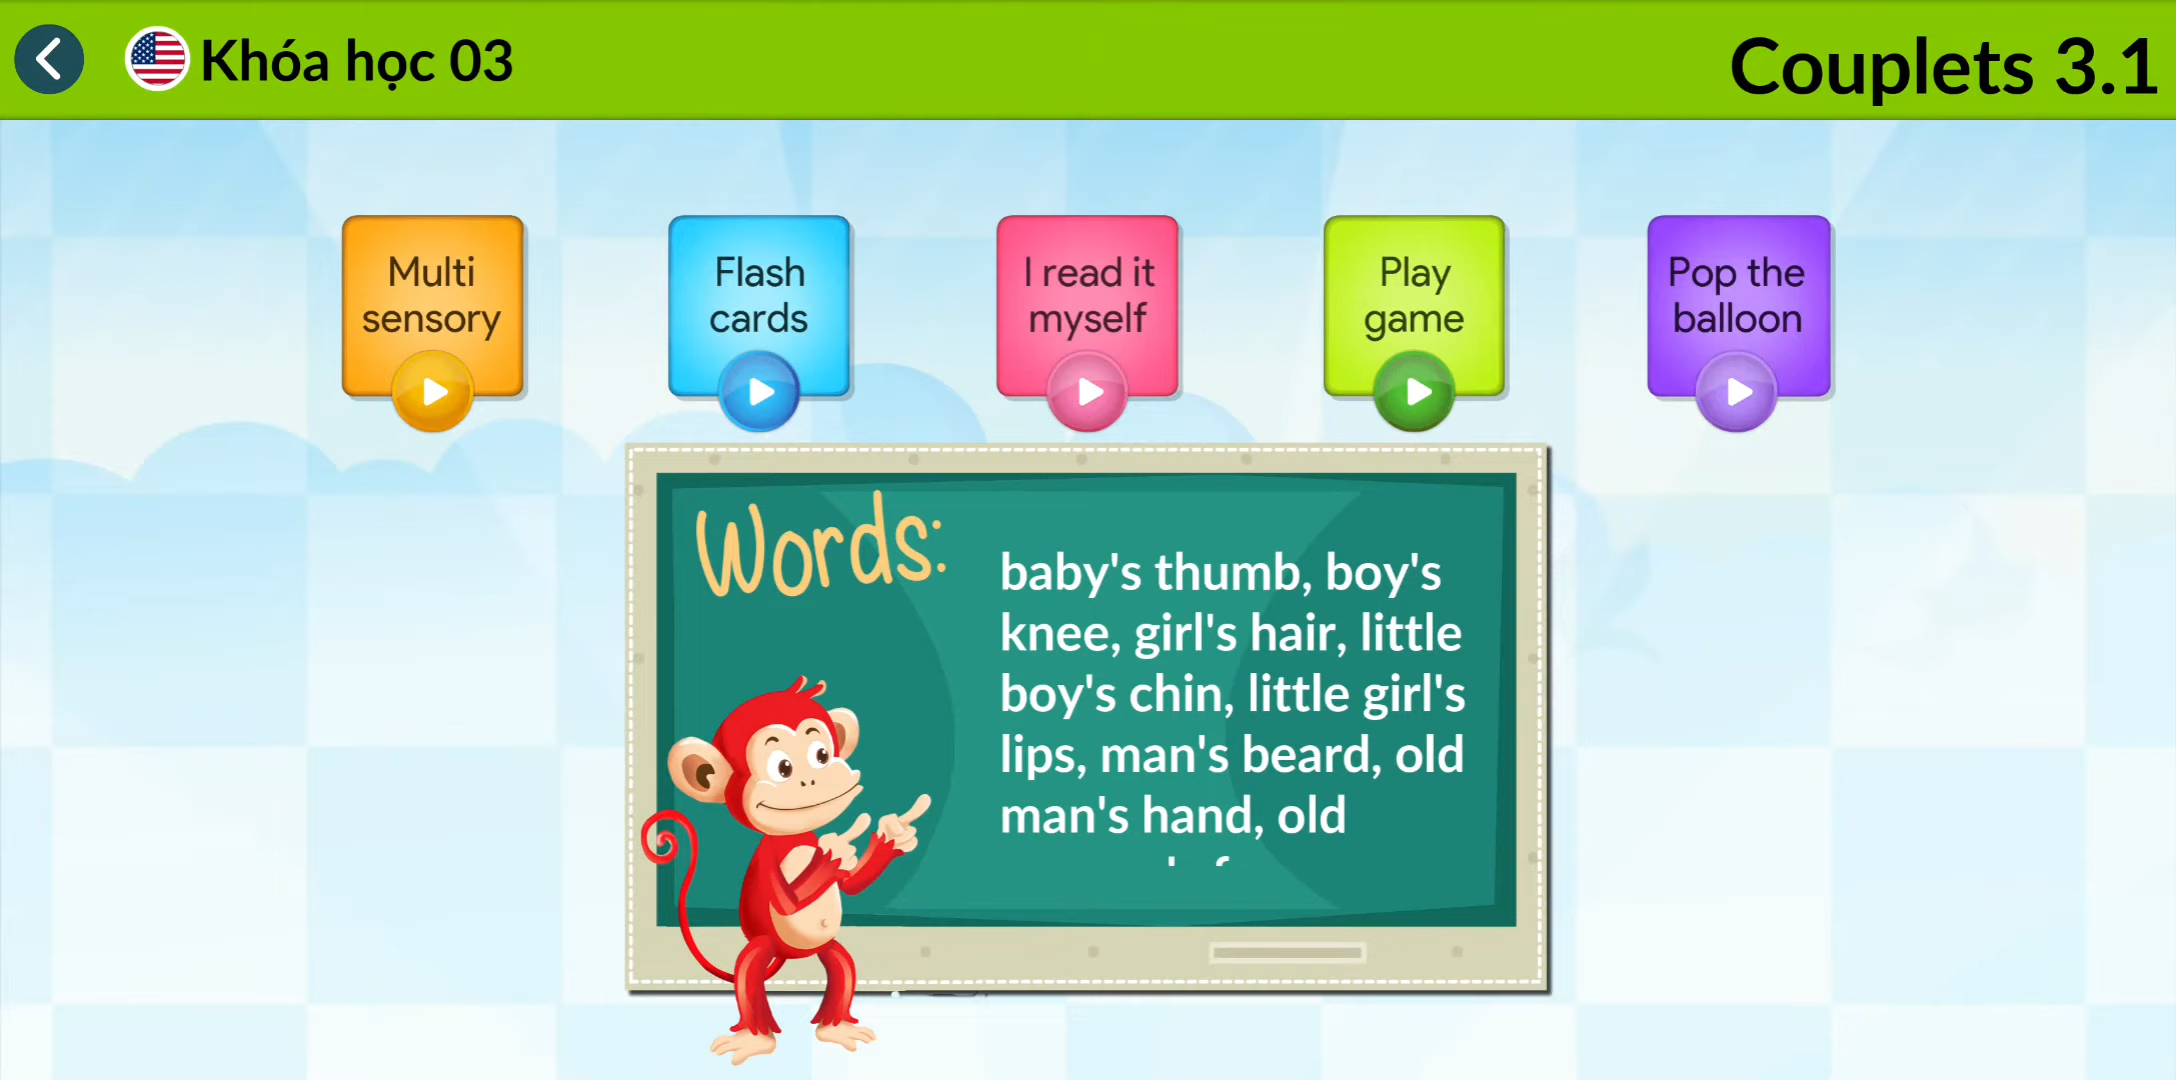 Khóa học 03
Couplets 3.1
Multi
sensory
Flash
cards
I read it
myself
Play
game
Pop the
balloon
Words:
baby's thumb, boy's
knee, girl's hair, little
boy's chin, little girl's
lips, man's beard, old
man's hand, old